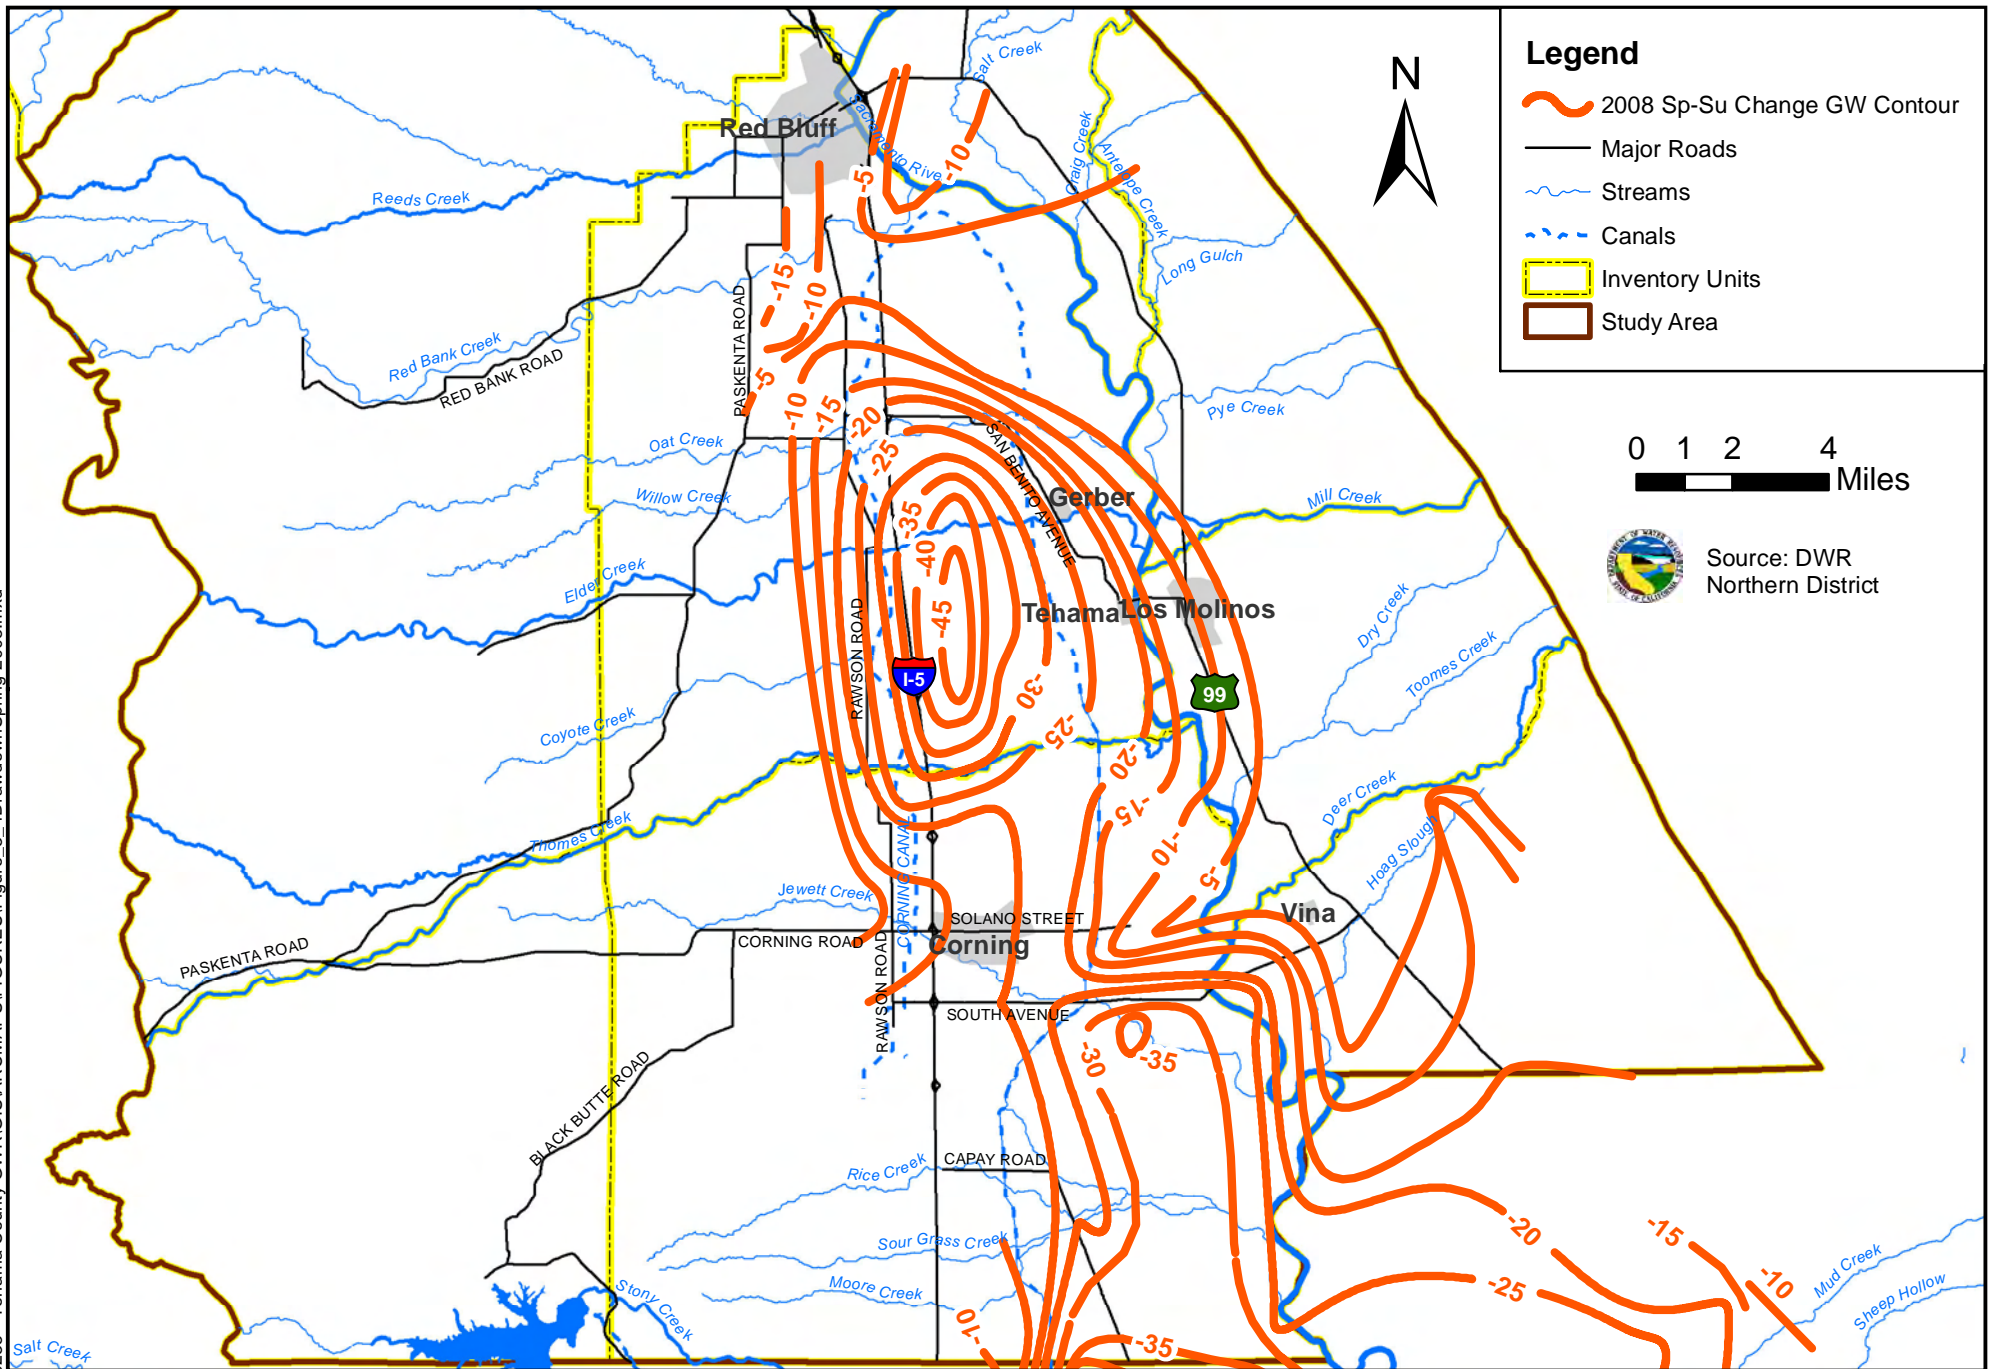 Legend
2008 Sp-Su Change GW Contour
Major Roads
Streams
Canals
Inventory Units
Study Area
N
0 1 2 4
Miles
Source: DWR
Northern District
Salt Creek
Red Bluff
Sacramento River
Craig Creek
Antelope Creek
-5
-10
Reeds Creek
Long Gulch
-15
-10
PASKENTA ROAD
Red Bank Creek
RED BANK ROAD
-5
-10
-15
-20
-25
Pye Creek
Oat Creek
SAN BENITO AVENUE
Willow Creek
Gerber
Mill Creek
-35
-40
Elder Creek
-45
Tehama
Los Molinos
Dry Creek
RAWSON ROAD
Toomes Creek
I-5
99
-30
-25
Coyote Creek
-20
-15
Deer Creek
Thomes Creek
-10
Hoag Slough
CORNING CANAL
-5
Jewett Creek
Vina
SOLANO STREET
CORNING ROAD
Corning
PASKENTA ROAD
RAWSON ROAD
SOUTH AVENUE
-30
-35
BLACK BUTTE ROAD
Rice Creek
CAPAY ROAD
-20
-15
Sour Grass Creek
-10
-25
Mud Creek
Moore Creek
Sheep Hollow
Stony Creek
-10
-35
Salt Creek